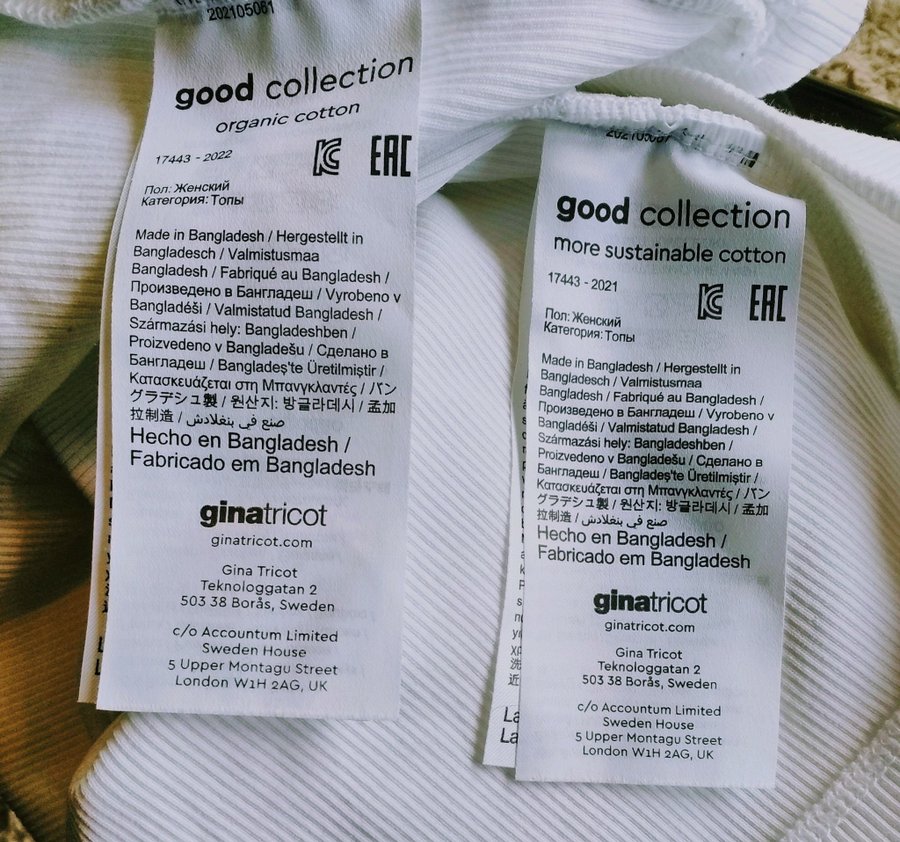 202105081
good collection
organic cotton
17443 - 2022
EAC
Пол: Женский
Категория: Топы
Made in Bangladesh / Hergestellt in
Bangladesch / Valmistusmaa
Bangladesh / Fabriqué au Bangladesh /
Произведено в Бангладеш / Vyrobeno v
Bangladéši / Valmistatud Bangladesh /
Származási hely: Bangladeshben /
Proizvedeno v Bangladešu / Сделано в
Бангладеш / Bangladeş'te Üretilmiştir /
Κατασκευάζεται στη Μπανγκλαντές / バン
グラデシュ製 / 원산지: 방글라데시 / 孟加
拉制造 / صنع في بنغلادش
Hecho en Bangladesh /
Fabricado em Bangladesh
ginatricot
ginatricot.com
Gina Tricot
Teknologgatan 2
503 38 Borås, Sweden
c/o Accountum Limited
Sweden House
5 Upper Montagu Street
London W1H 2AG, UK
good collection
more sustainable cotton
17443 - 2021
EAC
Пол: Женский
Категория: Топы
Made in Bangladesh / Hergestellt in
Bangladesch / Valmistusmaa
Bangladesh / Fabriqué au Bangladesh /
Произведено в Бангладеш / Vyrobeno v
Bangladéši / Valmistatud Bangladesh /
Származási hely: Bangladeshben /
Proizvedeno v Bangladešu / Сделано в
Бангладеш / Bangladeş'te Üretilmiştir /
Κατασκευάζεται στη Μπανγκλαντές / バン
グラデシュ製 / 원산지: 방글라데시 / 孟加
拉制造 / صنع في بنغلادش
Hecho en Bangladesh /
Fabricado em Bangladesh
ginatricot
ginatricot.com
Gina Tricot
Teknologgatan 2
503 38 Borås, Sweden
c/o Accountum Limited
Sweden House
5 Upper Montagu Street
London W1H 2AG, UK